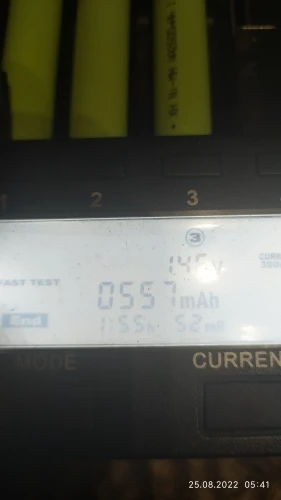 1 2 3
3
1.45v
FAST TEST
0557mAh
End
1:55h 52mΩ
MODE
CURREN
25.08.2022 05:41